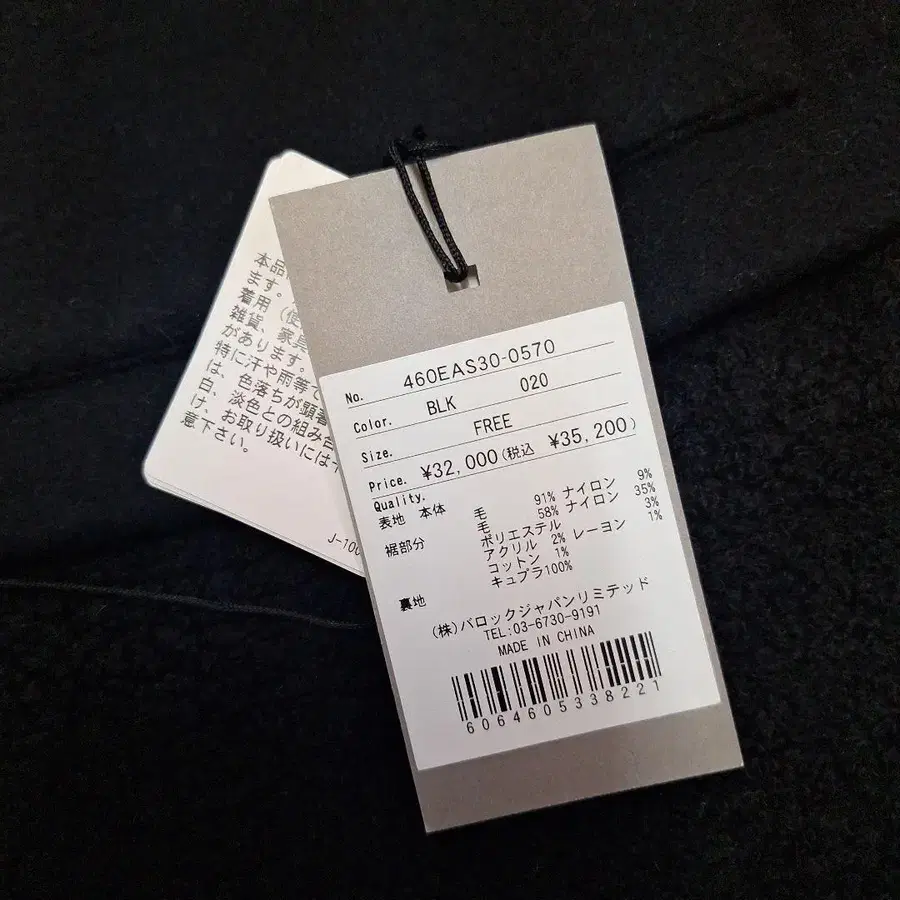 本品
ます。
着用（使
雑貨、家具
があります。
特に汗や雨等で
は、色落ちが顕著
白、淡色との組み合
け、お取り扱いには
意下さい。
J-100
No. 460EAS30-0570
Color. BLK 020
Size. FREE
Price. ¥32,000(税込 ¥35,200)
Quality.
表地 本体 毛 91% ナイロン 9%
裾部分 毛 58% ナイロン 35%
ポリエステル 3%
アクリル 2% レーヨン 1%
コットン 1%
裏地 キュプラ100%
(株)バロックジャパンリミテッド
TEL:03-6730-9191
MADE IN CHINA
6064605338221